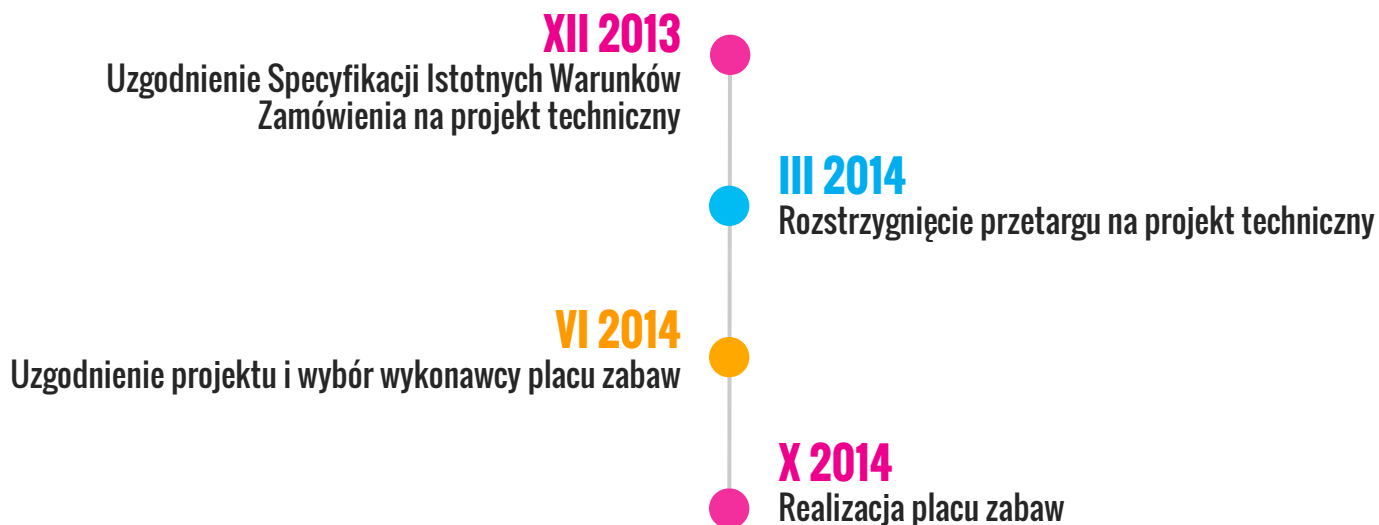 XII 2013
Uzgodnienie Specyfikacji Istotnych Warunków
Zamówienia na projekt techniczny
III 2014
Rozstrzygnięcie przetargu na projekt techniczny
VI 2014
Uzgodnienie projektu i wybór wykonawcy placu zabaw
X 2014
Realizacja placu zabaw